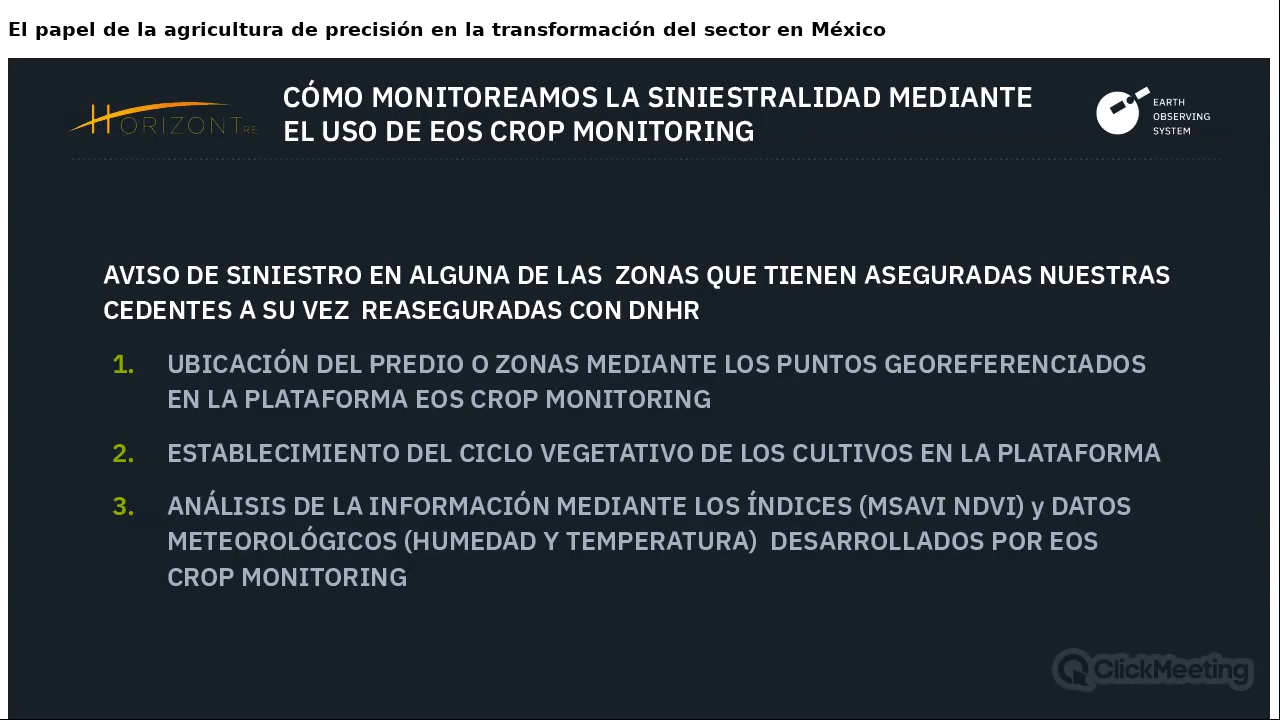 El papel de la agricultura de precisión en la transformación del sector en México
HORIZONT RE
CÓMO MONITOREAMOS LA SINIESTRALIDAD MEDIANTE
EL USO DE EOS CROP MONITORING
EARTH
OBSERVING
SYSTEM
AVISO DE SINIESTRO EN ALGUNA DE LAS  ZONAS QUE TIENEN ASEGURADAS NUESTRAS
CEDENTES A SU VEZ  REASEGURADAS CON DNHR
1. UBICACIÓN DEL PREDIO O ZONAS MEDIANTE LOS PUNTOS GEOREFERENCIADOS
EN LA PLATAFORMA EOS CROP MONITORING
2. ESTABLECIMIENTO DEL CICLO VEGETATIVO DE LOS CULTIVOS EN LA PLATAFORMA
3. ANÁLISIS DE LA INFORMACIÓN MEDIANTE LOS ÍNDICES (MSAVI NDVI) y DATOS
METEOROLÓGICOS (HUMEDAD Y TEMPERATURA)  DESARROLLADOS POR EOS
CROP MONITORING
ClickMeeting